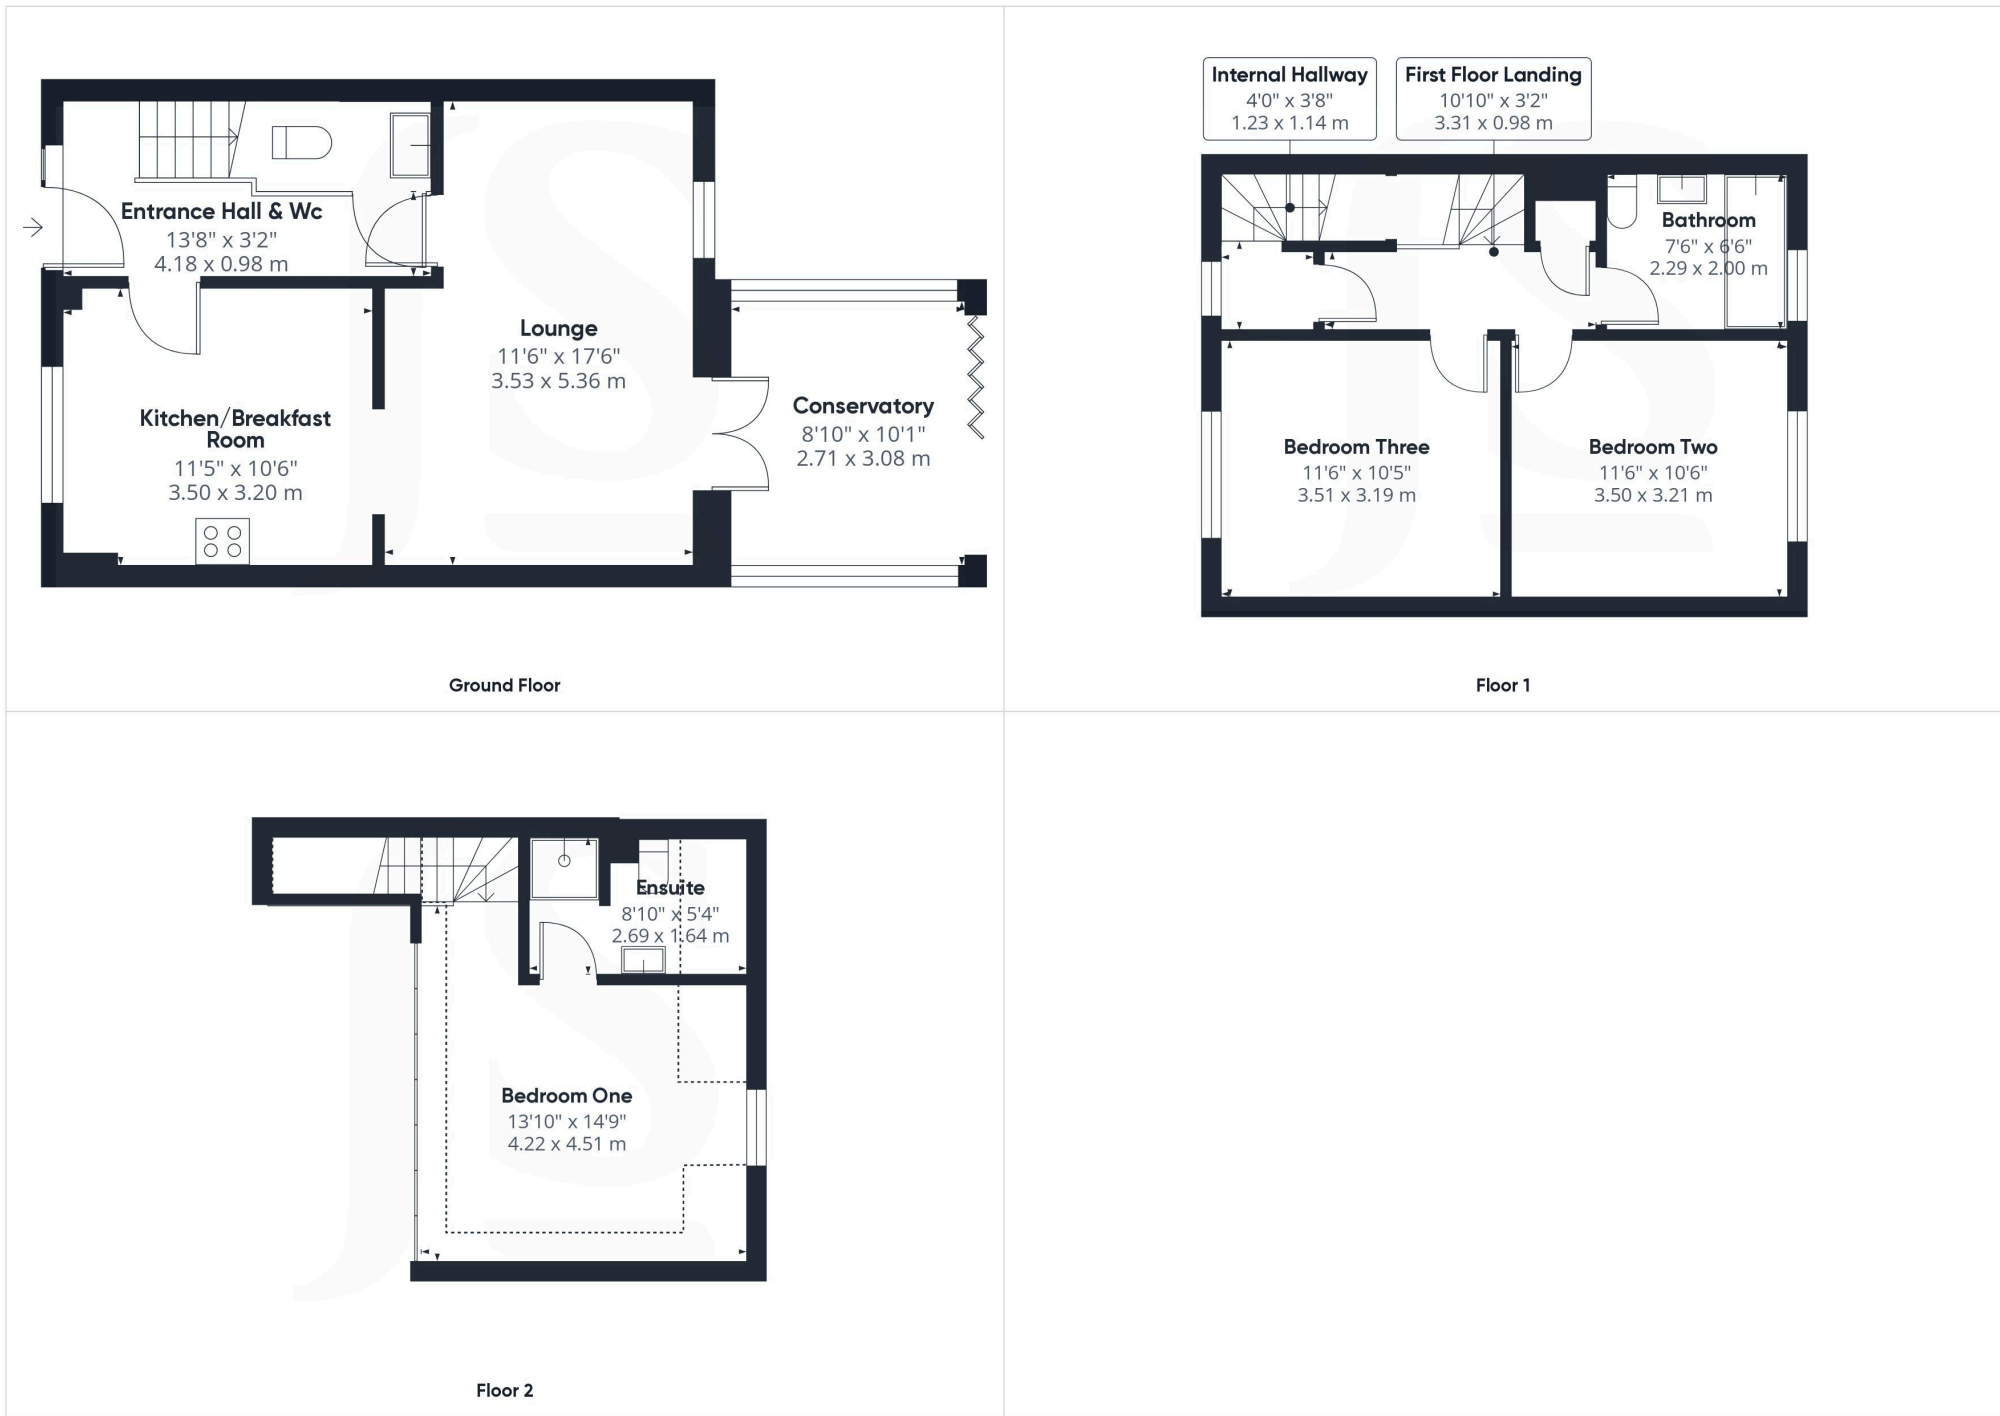 Entrance Hall & Wc
13'8" x 3'2"
4.18 x 0.98 m
Lounge
11'6" x 17'6"
3.53 x 5.36 m
Kitchen/Breakfast
Room
11'5" x 10'6"
3.50 x 3.20 m
Conservatory
8'10" x 10'1"
2.71 x 3.08 m
Ground Floor
Internal Hallway
4'0" x 3'8"
1.23 x 1.14 m
First Floor Landing
10'10" x 3'2"
3.31 x 0.98 m
Bathroom
7'6" x 6'6"
2.29 x 2.00 m
Bedroom Three
11'6" x 10'5"
3.51 x 3.19 m
Bedroom Two
11'6" x 10'6"
3.50 x 3.21 m
Floor 1
Ensuite
8'10" x 5'4"
2.69 x 1.64 m
Bedroom One
13'10" x 14'9"
4.22 x 4.51 m
Floor 2